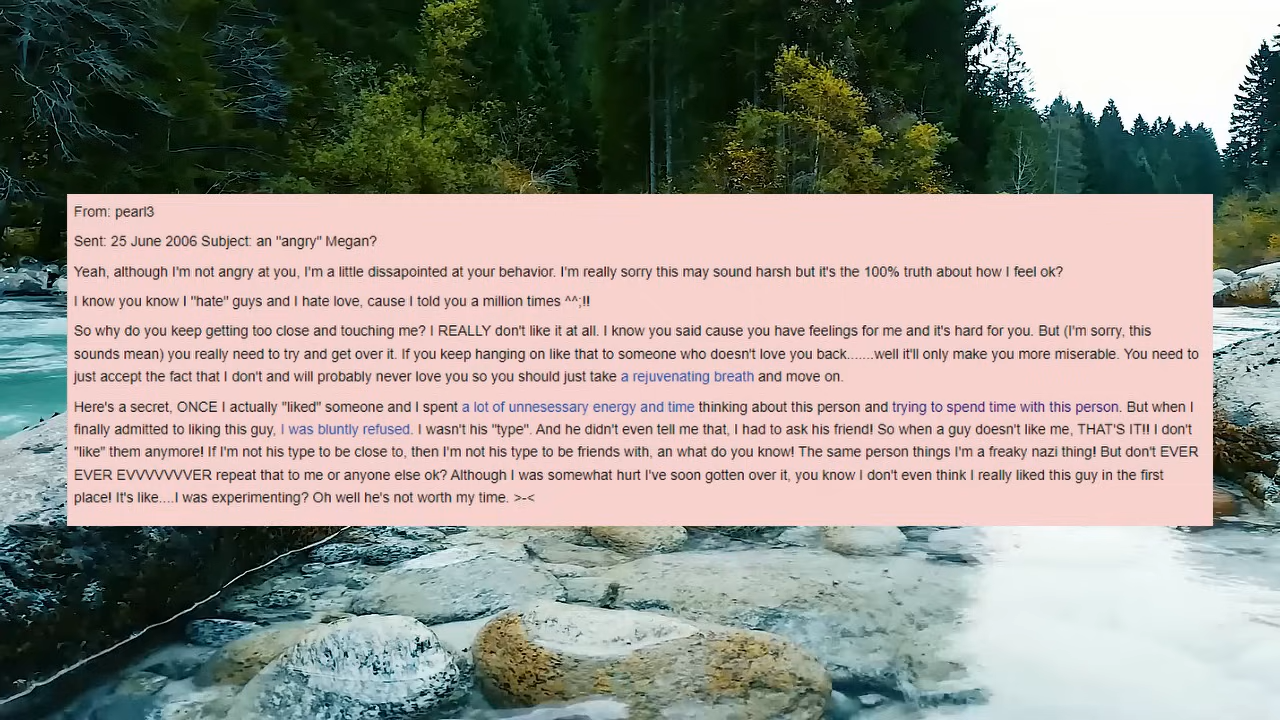 From: pearl3
Sent: 25 June 2006 Subject: an "angry" Megan?
Yeah, although I'm not angry at you, I'm a little dissapointed at your behavior. I'm really sorry this may sound harsh but it's the 100% truth about how I feel ok?
I know you know I "hate" guys and I hate love, cause I told you a million times ^^;!!
So why do you keep getting too close and touching me? I REALLY don't like it at all. I know you said cause you have feelings for me and it's hard for you. But (I'm sorry, this
sounds mean) you really need to try and get over it. If you keep hanging on like that to someone who doesn't love you back.......well it'll only make you more miserable. You need to
just accept the fact that I don't and will probably never love you so you should just take a rejuvenating breath and move on.
Here's a secret, ONCE I actually "liked" someone and I spent a lot of unnesessary energy and time thinking about this person and trying to spend time with this person. But when I
finally admitted to liking this guy, I was bluntly refused. I wasn't his "type". And he didn't even tell me that, I had to ask his friend! So when a guy doesn't like me, THAT'S IT!! I don't
"like" them anymore! If I'm not his type to be close to, then I'm not his type to be friends with, an what do you know! The same person things I'm a freaky nazi thing! But don't EVER
EVER EVVVVVVVER repeat that to me or anyone else ok? Although I was somewhat hurt I've soon gotten over it, you know I don't even think I really liked this guy in the first
place! It's like....I was experimenting? Oh well he's not worth my time. >-<